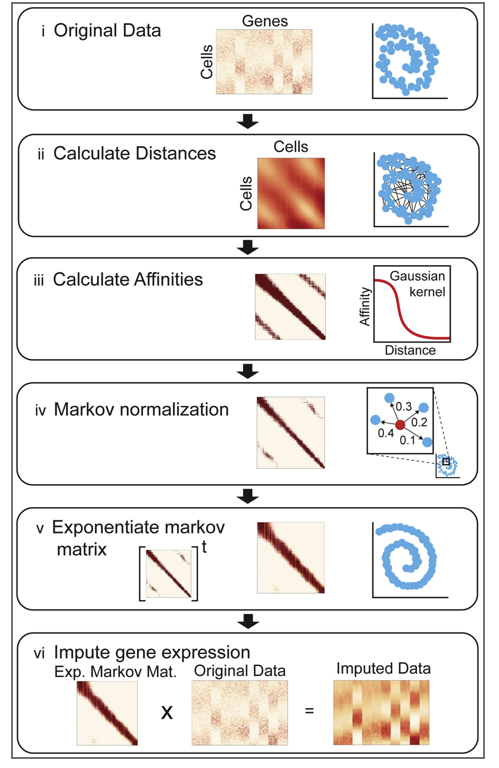 i Original Data
Genes
Cells
ii Calculate Distances
Cells
Cells
iii Calculate Affinities
Affinity
Gaussian
kernel
Distance
iv Markov normalization
0.3
0.2
0.4
0.1
v Exponentiate markov
matrix
t
vi Impute gene expression
Exp. Markov Mat. Original Data Imputed Data
X =